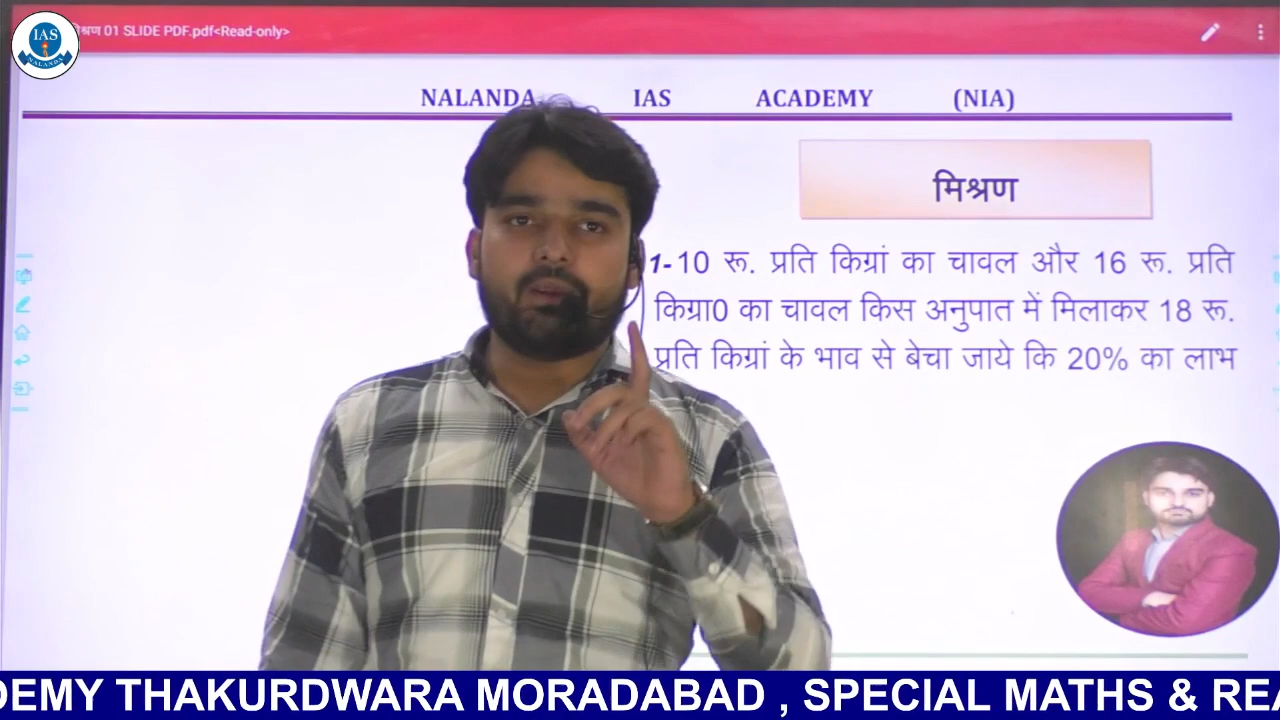 IAS
NALANDA
मिश्रण 01 SLIDE PDF.pdf<Read-only>
NALANDA IAS ACADEMY (NIA)
मिश्रण
1-10 रू. प्रति किग्रां का चावल और 16 रू. प्रति
किग्रा0 का चावल किस अनुपात में मिलाकर 18 रू.
प्रति किग्रां के भाव से बेचा जाये कि 20% का लाभ
DEMY THAKURDWARA MORADABAD , SPECIAL MATHS & REA